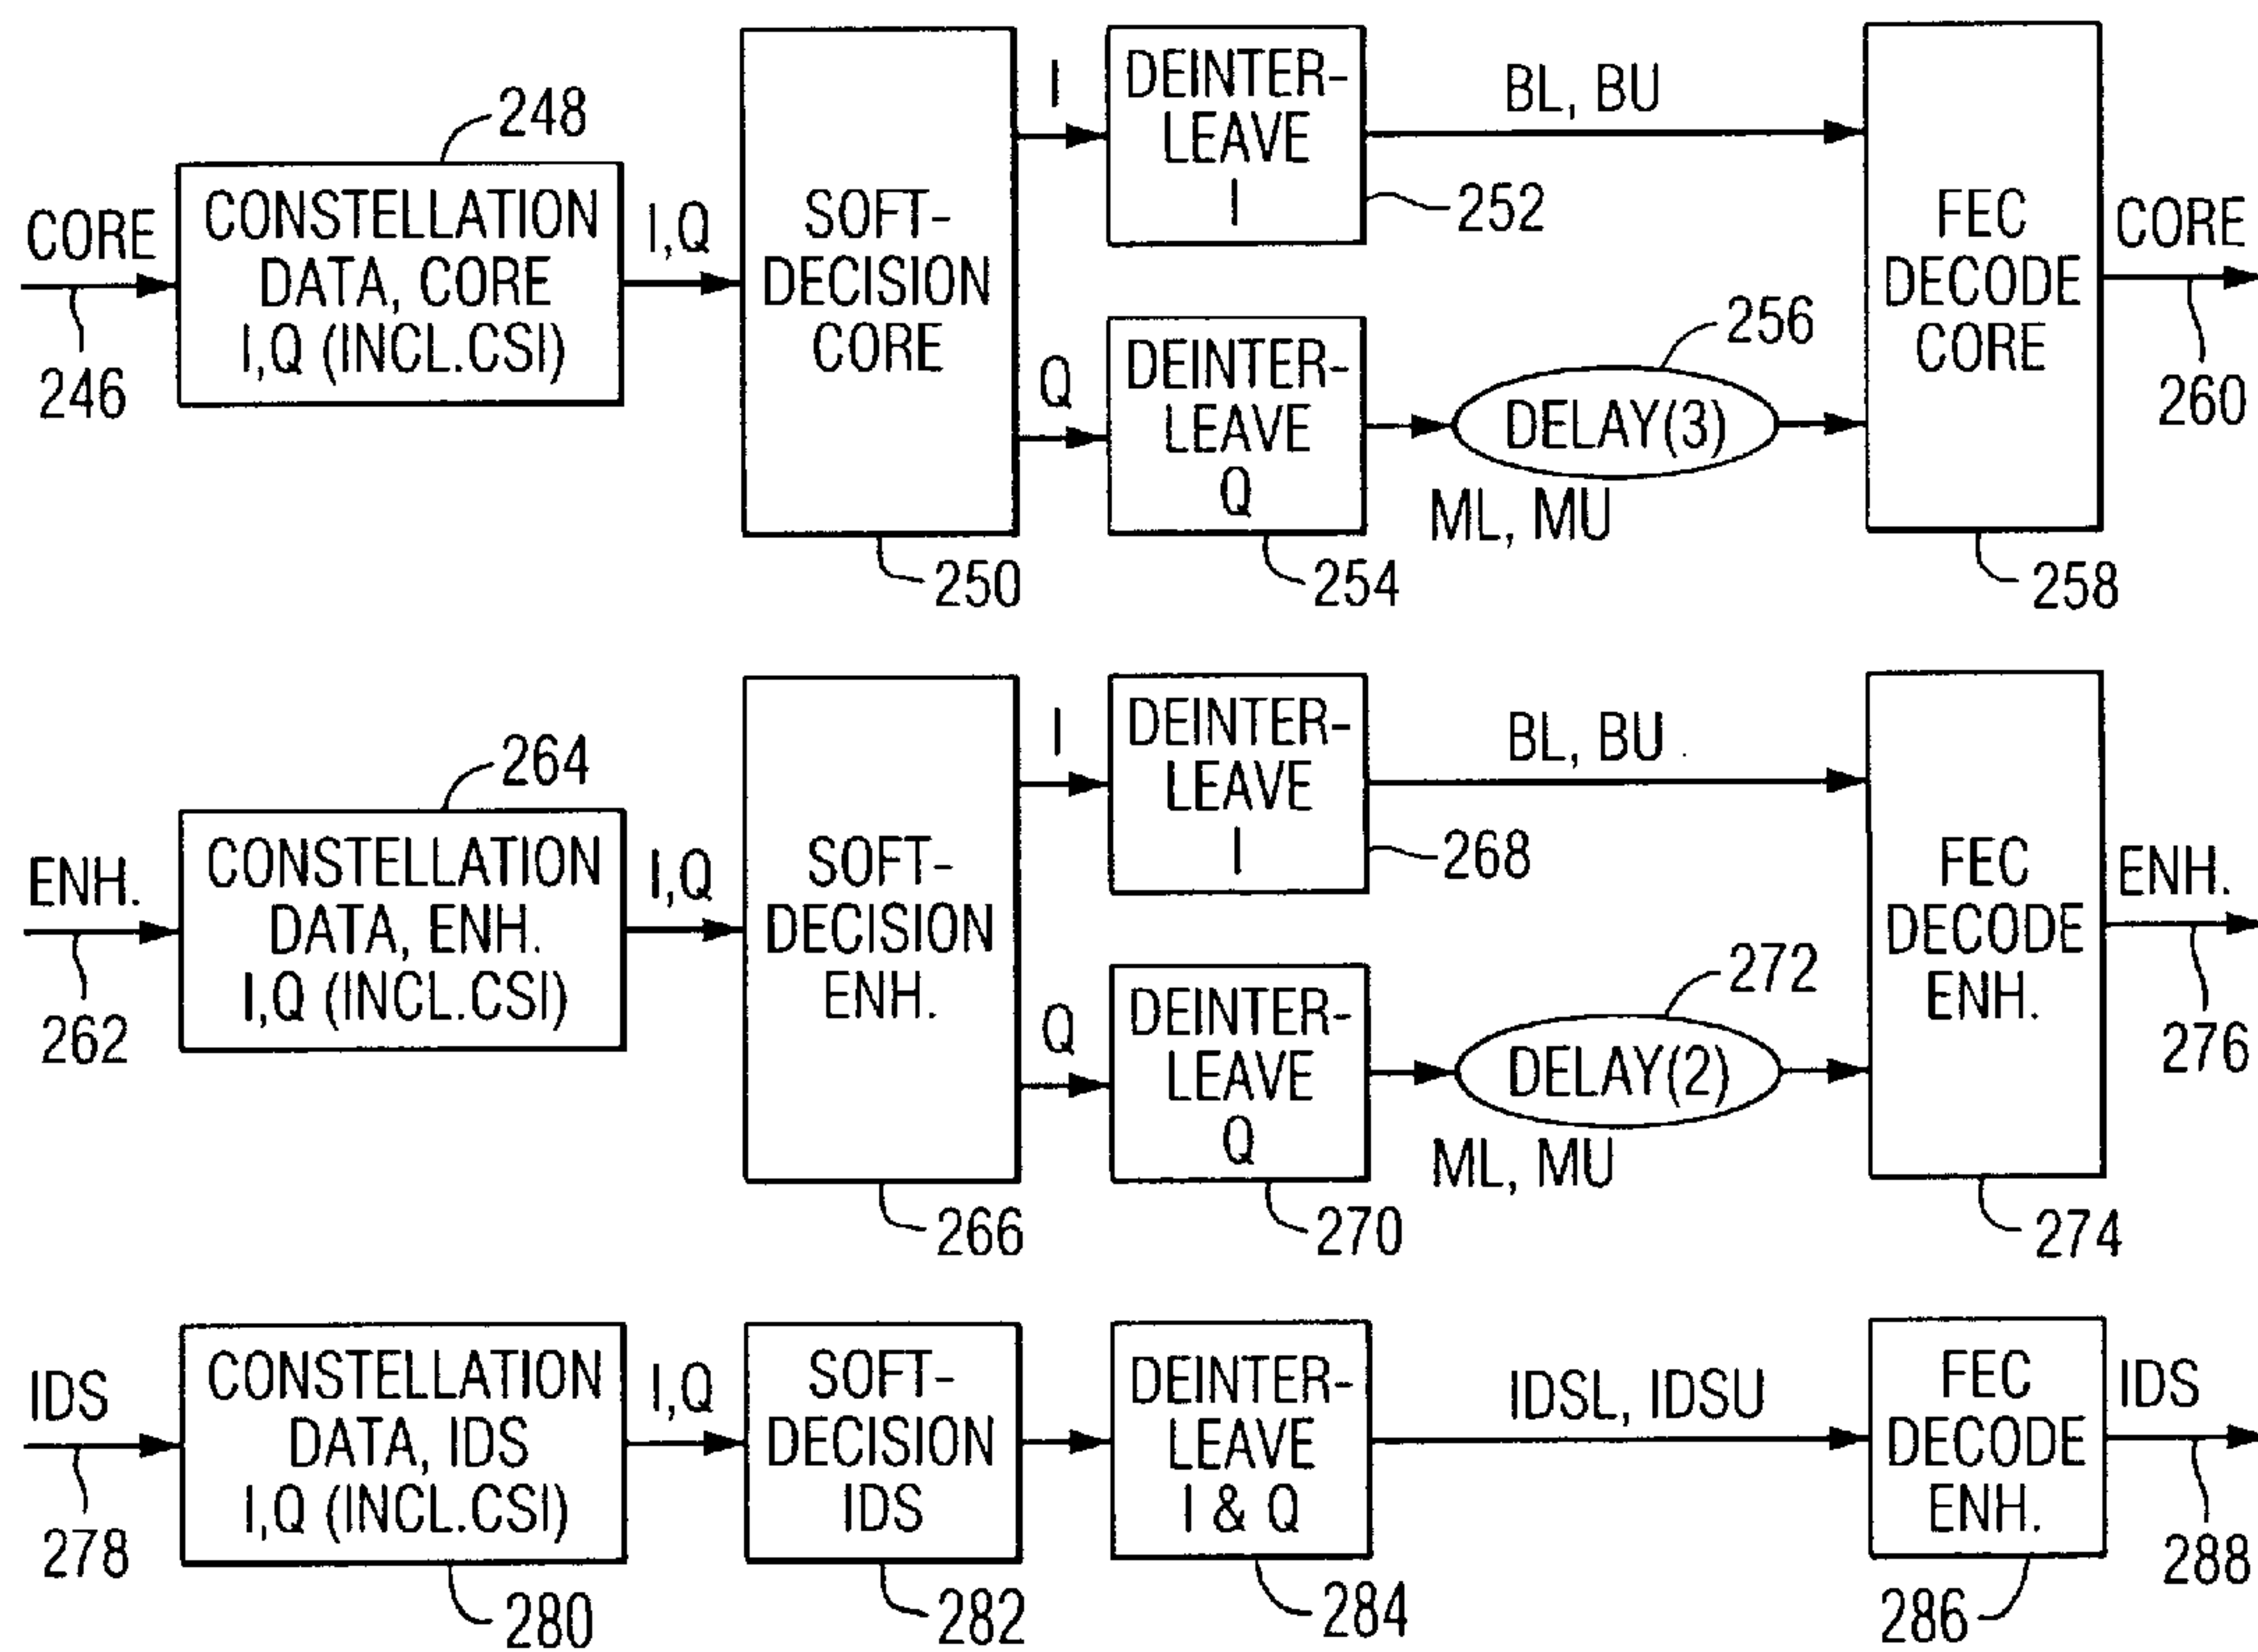 248
CORE
246
CONSTELLATION
DATA, CORE
I,Q (INCL.CSI)
I,Q
SOFT-
DECISION
CORE
250
I
DEINTER-
LEAVE
I
252
BL, BU
Q
DEINTER-
LEAVE
Q
254
256
DELAY(3)
ML, MU
FEC
DECODE
CORE
258
CORE
260
264
ENH.
262
CONSTELLATION
DATA, ENH.
I,Q (INCL.CSI)
I,Q
SOFT-
DECISION
ENH.
266
I
DEINTER-
LEAVE
I
268
BL, BU
Q
DEINTER-
LEAVE
Q
270
272
DELAY(2)
ML, MU
FEC
DECODE
ENH.
274
ENH.
276
IDS
278
CONSTELLATION
DATA, IDS
I,Q (INCL.CSI)
280
I,Q
SOFT-
DECISION
IDS
282
DEINTER-
LEAVE
I & Q
284
IDSL, IDSU
FEC
DECODE
ENH.
286
IDS
288